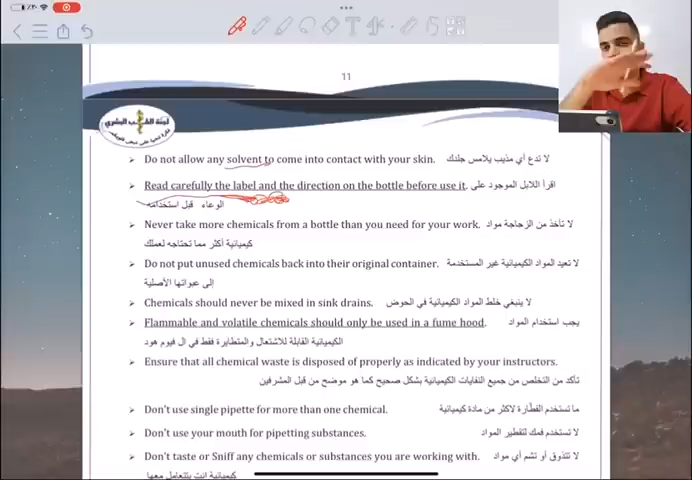 11
لجنة الطب البشري
Do not allow any solvent to come into contact with your skin. لا تدع أي مذيب يلامس جلدك
Read carefully the label and the direction on the bottle before use it. اقرأ اللابل الموجود على
الوعاء قبل استخدامه
Never take more chemicals from a bottle than you need for your work. لا تأخذ من الزجاجة مواد
كيميائية أكثر مما تحتاجه لعملك
Do not put unused chemicals back into their original container. لا تعيد المواد الكيميائية غير المستخدمة
إلى عبواتها الأصلية
Chemicals should never be mixed in sink drains. لا ينبغي خلط المواد الكيميائية في الحوض
Flammable and volatile chemicals should only be used in a fume hood. يجب استخدام المواد
الكيميائية القابلة للاشتعال والمتطايرة فقط في ال فيوم هود
Ensure that all chemical waste is disposed of properly as indicated by your instructors.
تأكد من التخلص من جميع النفايات الكيميائية بشكل صحيح كما هو موضح من قبل المشرفين
Don't use single pipette for more than one chemical. ما تستخدم القطارة لاكثر من مادة كيميائية
Don't use your mouth for pipetting substances. لا تستخدم فمك لتقطير المواد
Don't taste or Sniff any chemicals or substances you are working with. لا تتذوق أو تشم أي مواد
كيميائية انت بتتعامل معها